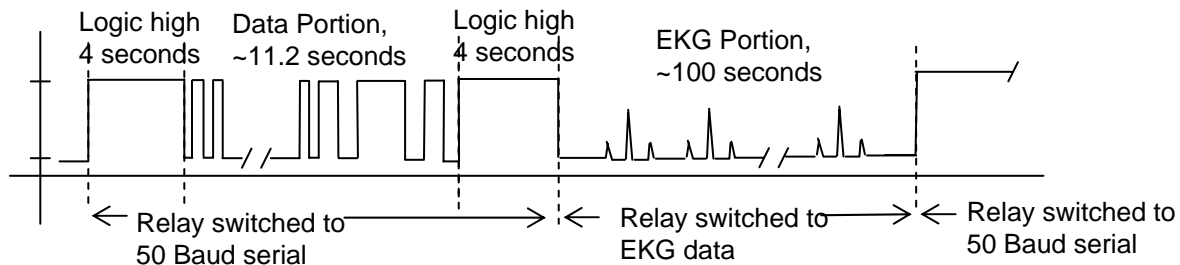 Logic high
4 seconds
Data Portion,
~11.2 seconds
Logic high
4 seconds
EKG Portion,
~100 seconds
Relay switched to
50 Baud serial
Relay switched to
EKG data
Relay switched to
50 Baud serial